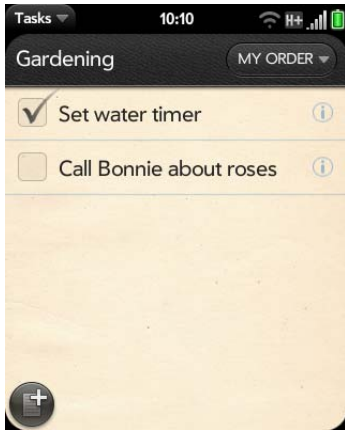 Tasks
10:10
H+
Gardening
MY ORDER
Set water timer
Call Bonnie about roses